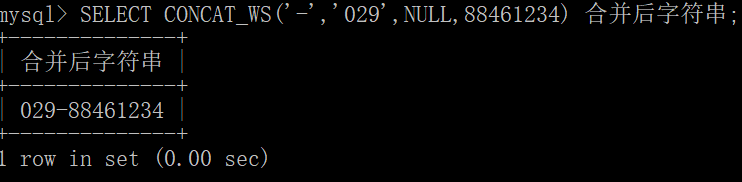 mysql> SELECT CONCAT_WS('-','029',NULL,88461234) 合并后字符串;
+--------------+
| 合并后字符串 |
+--------------+
| 029-88461234 |
+--------------+
1 row in set (0.00 sec)